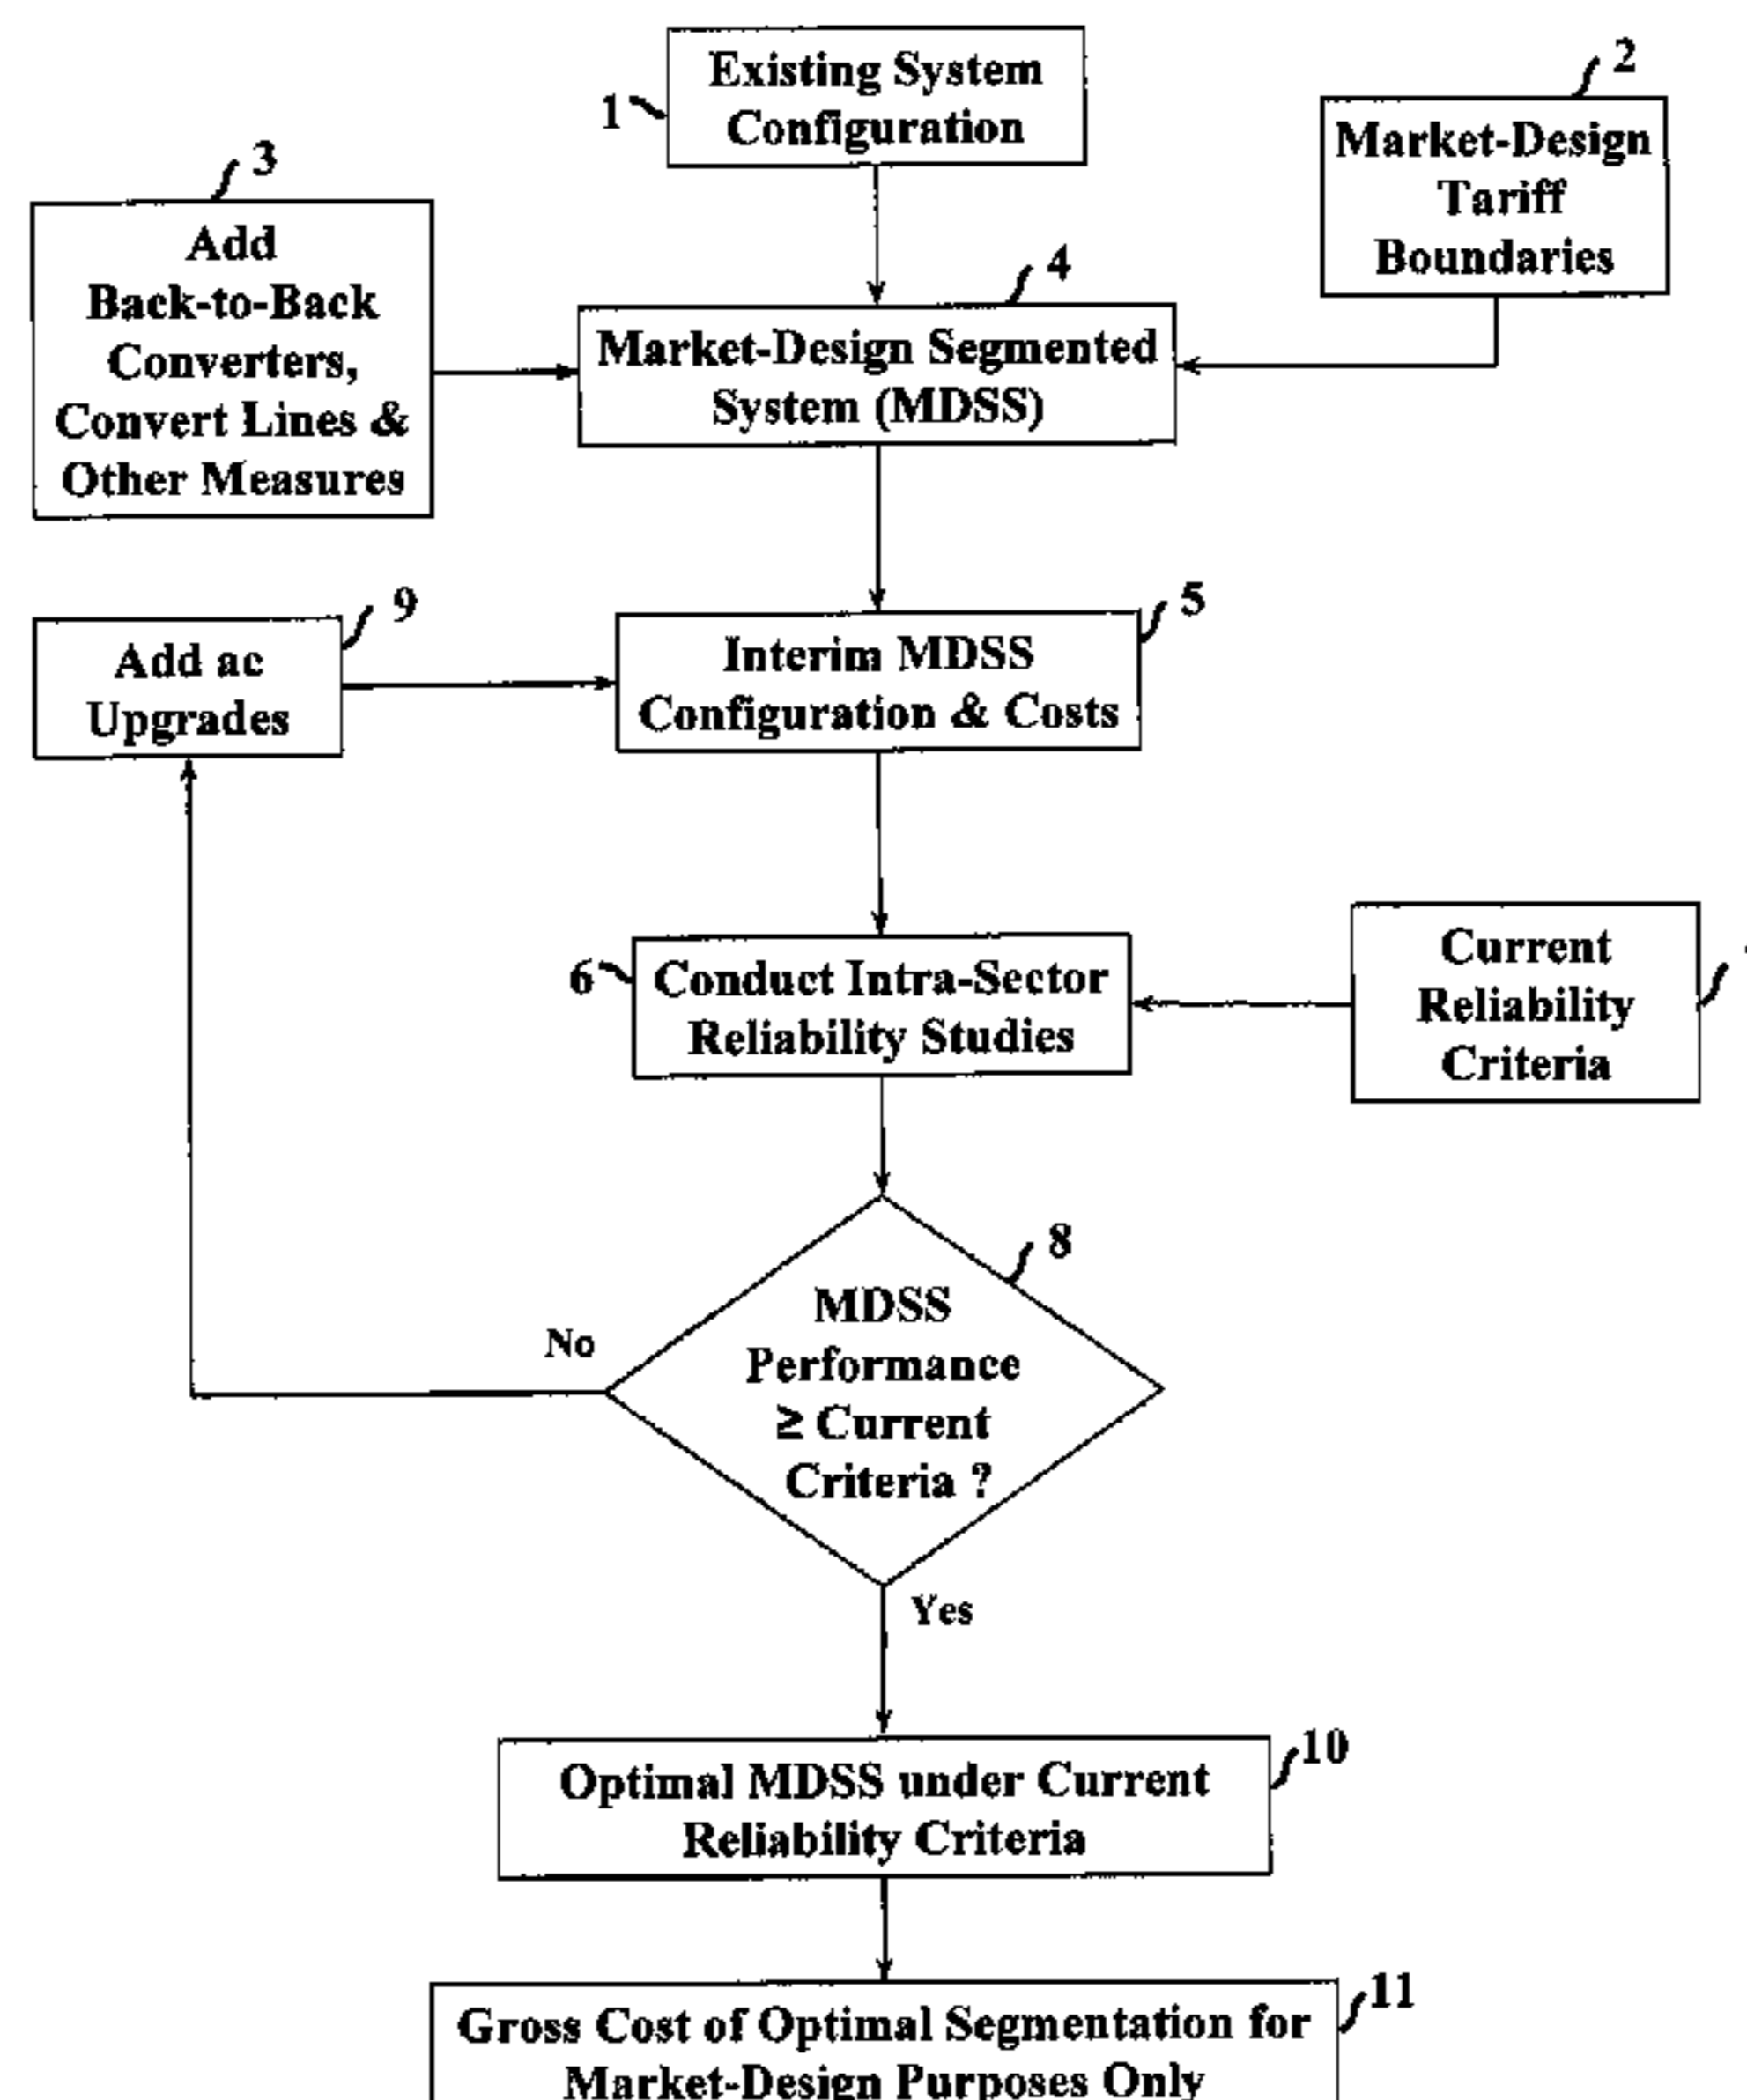 Existing System
Configuration
1
2
Market-Design
Tariff
Boundaries
3
Add
Back-to-Back
Converters,
Convert Lines &
Other Measures
4
Market-Design Segmented
System (MDSS)
9
Add ac
Upgrades
5
Interim MDSS
Configuration & Costs
6
Conduct Intra-Sector
Reliability Studies
Current
Reliability
Criteria
8
MDSS
Performance
≥ Current
Criteria ?
No
Yes
10
Optimal MDSS under Current
Reliability Criteria
11
Gross Cost of Optimal Segmentation for
Market-Design Purposes Only